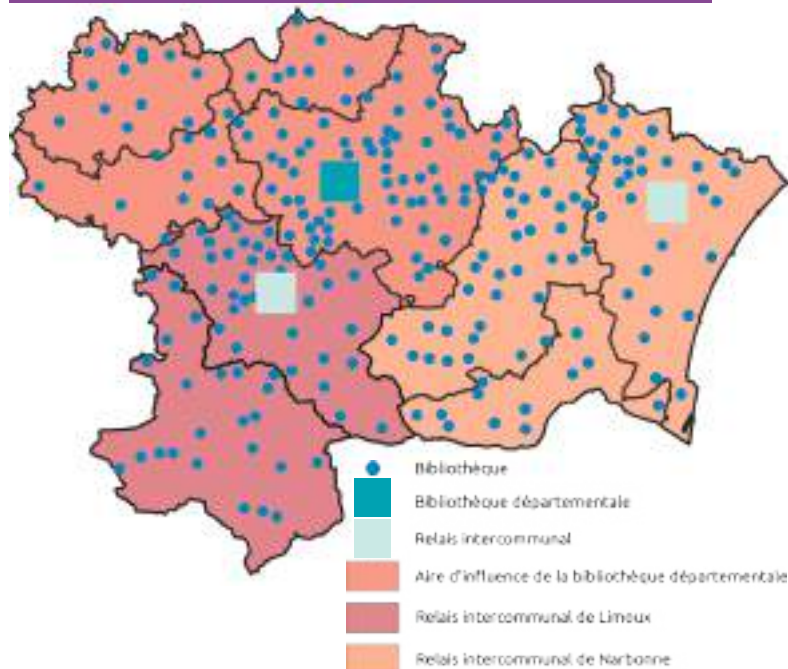 Bibliothèque
Bibliothèque départementale
Relais intercommunal
Aire d'influence de la bibliothèque départementale
Relais intercommunal de Limoux
Relais intercommunal de Narbonne